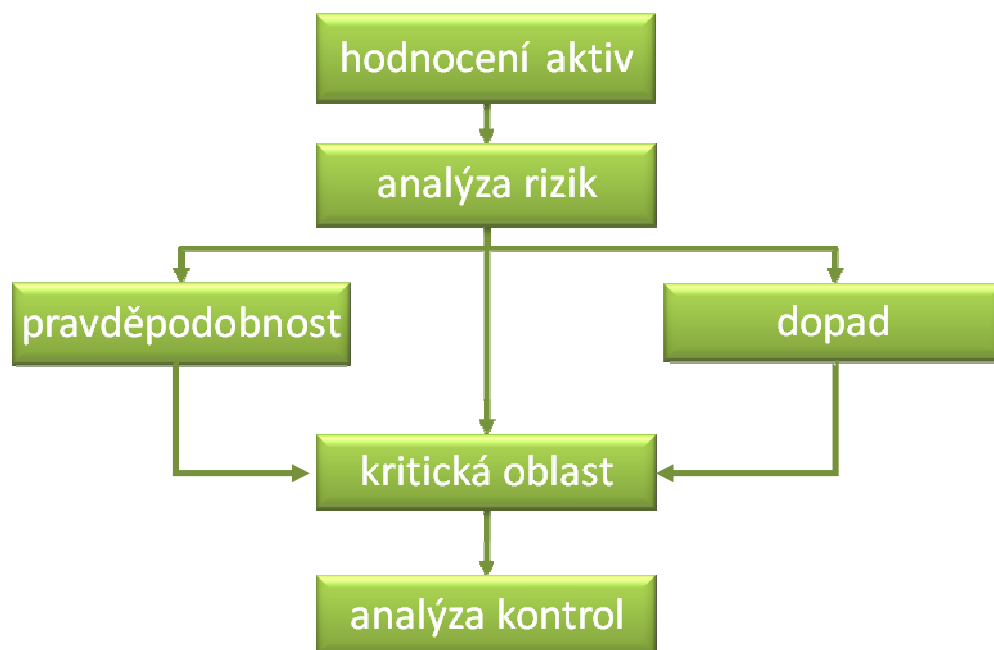 hodnocení aktiv
analýza rizik
pravděpodobnost
dopad
kritická oblast
analýza kontrol